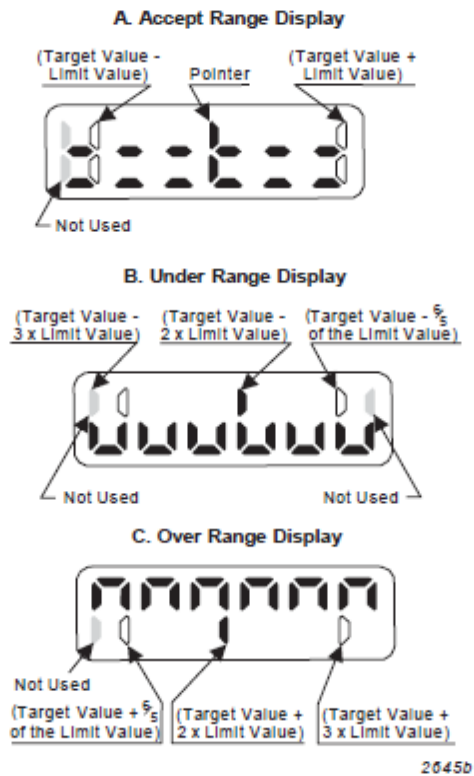 A. Accept Range Display
(Target Value -
Limit Value)
Pointer
(Target Value +
Limit Value)
Not Used
B. Under Range Display
(Target Value -
3 x Limit Value)
(Target Value -
2 x Limit Value)
(Target Value - 6/5
of the Limit Value)
Not Used
Not Used
C. Over Range Display
Not Used
(Target Value + 6/5
of the Limit Value)
(Target Value +
2 x Limit Value)
(Target Value +
3 x Limit Value)
2645b